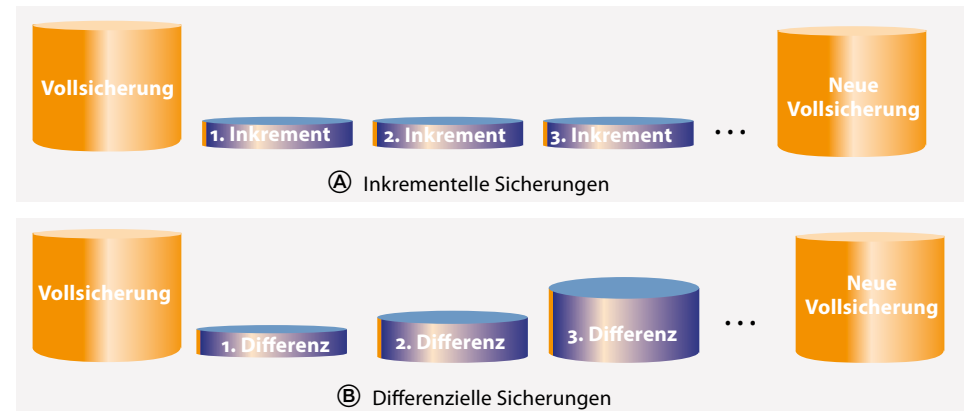 Vollsicherung
1. Inkrement
2. Inkrement
3. Inkrement
...
Neue
Vollsicherung
Ⓐ Inkrementelle Sicherungen
Vollsicherung
1. Differenz
2. Differenz
3. Differenz
...
Neue
Vollsicherung
Ⓑ Differenzielle Sicherungen